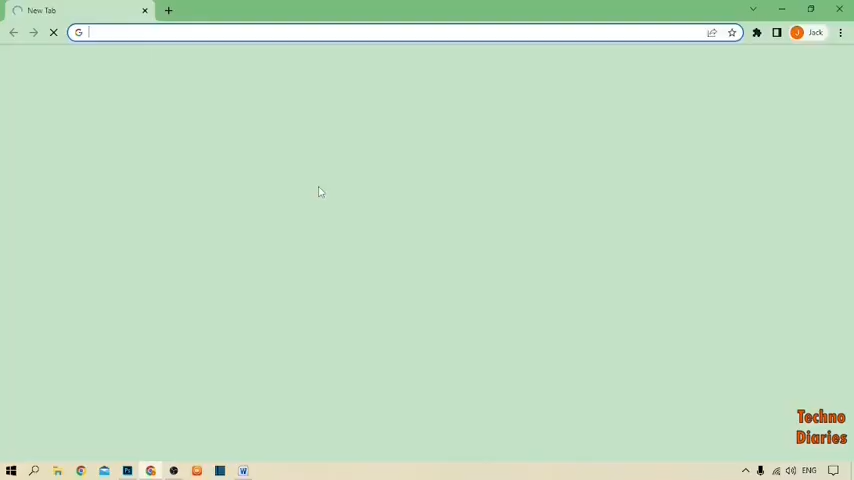 New Tab
Jack
Techno
Diaries
ENG